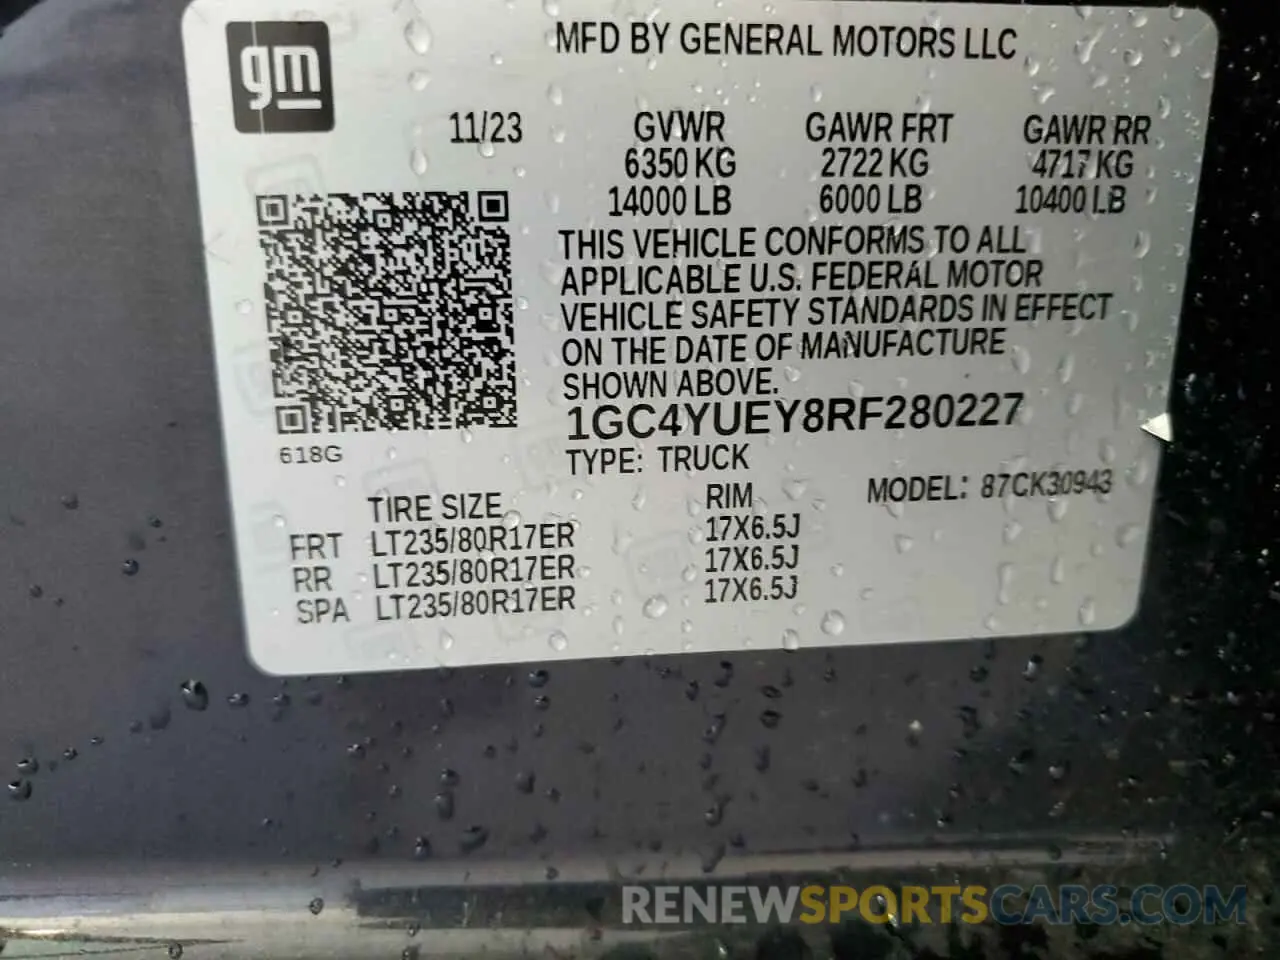 gm
MFD BY GENERAL MOTORS LLC
11/23 GVWR GAWR FRT GAWR RR
6350 KG 2722 KG 4717 KG
14000 LB 6000 LB 10400 LB
THIS VEHICLE CONFORMS TO ALL
APPLICABLE U.S. FEDERAL MOTOR
VEHICLE SAFETY STANDARDS IN EFFECT
ON THE DATE OF MANUFACTURE
SHOWN ABOVE.
1GC4YUEY8RF280227
618G
TYPE: TRUCK
TIRE SIZE RIM MODEL: 87CK30943
FRT LT235/80R17ER 17X6.5J
RR LT235/80R17ER 17X6.5J
SPA LT235/80R17ER 17X6.5J
RENEWSPORTSCARS.COM